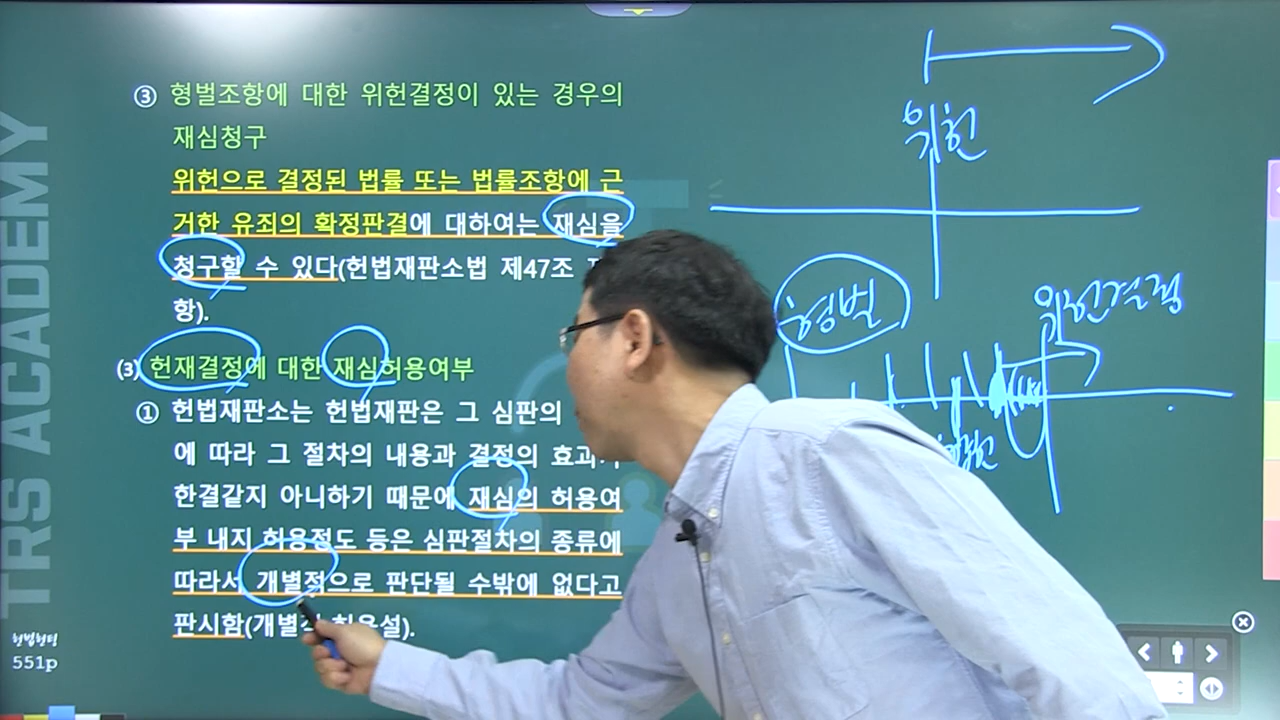 ③ 형벌조항에 대한 위헌결정이 있는 경우의
재심청구
위헌으로 결정된 법률 또는 법률조항에 근
거한 유죄의 확정판결에 대하여는 재심을
청구할 수 있다(헌법재판소법 제47조
항).
(3) 헌재결정에 대한 재심허용여부
① 헌법재판소는 헌법재판은 그 심판의
에 따라 그 절차의 내용과 결정의 효과가
한결같지 아니하기 때문에 재심의 허용여
부 내지 허용정도 등은 심판절차의 종류에
따라서 개별적으로 판단될 수밖에 없다고
판시함(개별적 허용설).
551p
TRS ACADEMY
위헌
형벌
위헌결정